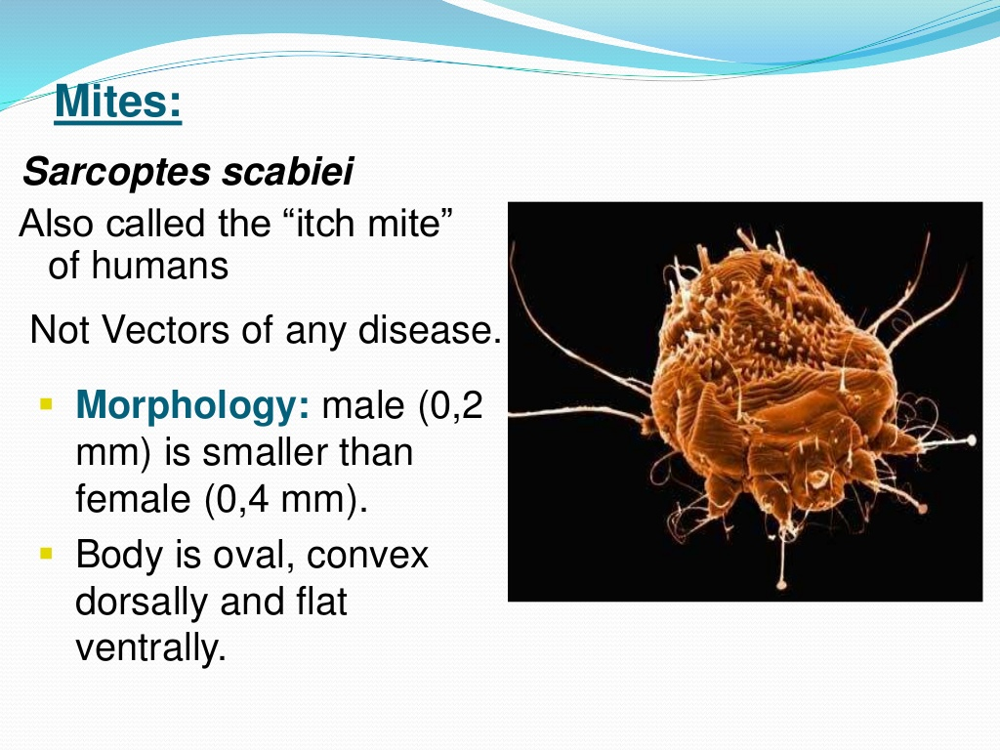 Mites:
Sarcoptes scabiei
Also called the “itch mite”
of humans
Not Vectors of any disease.
▪ Morphology: male (0,2
mm) is smaller than
female (0,4 mm).
▪ Body is oval, convex
dorsally and flat
ventrally.